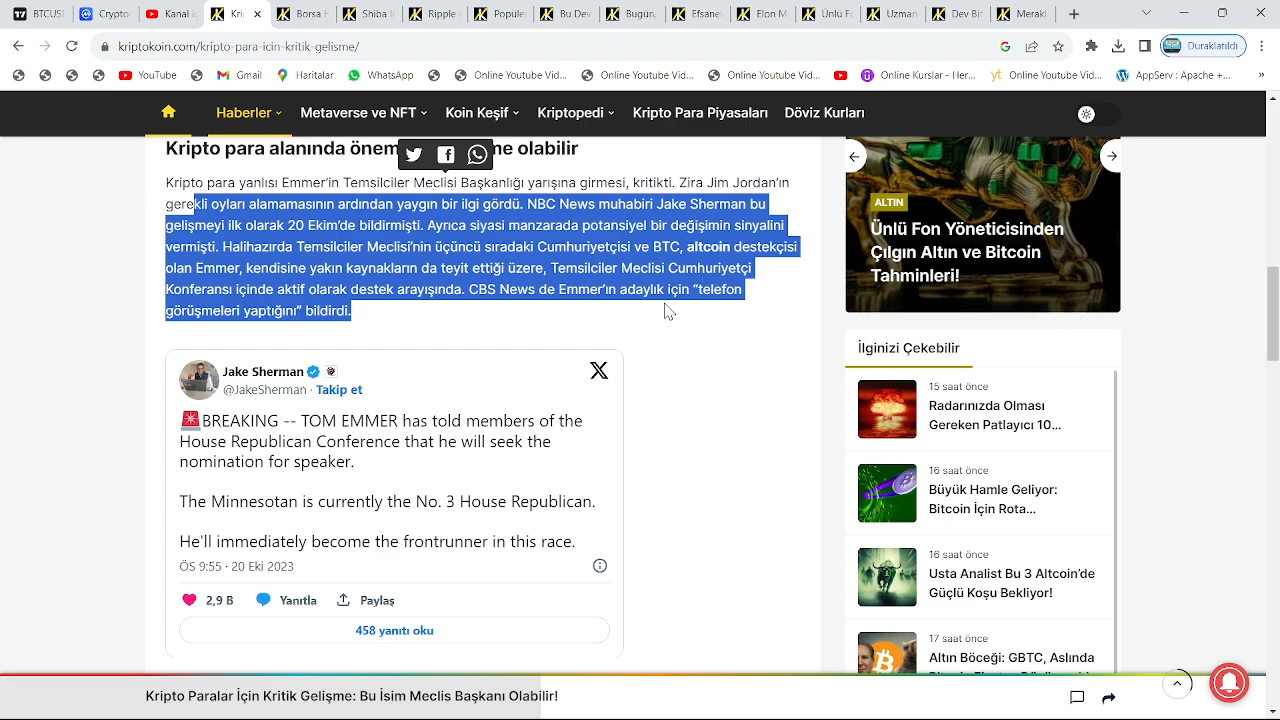 BTCUSD
Crypto
Kanal i
Kri
Borsa H
Shiba I
Ripple
Popüler
Bu Dev
Bugün
Efsane
Elon
Ünlü F
Uzman
Dev Bit
Merakl
kriptokoin.com/kripto-para-icin-kritik-gelisme/
Duraklatıldı
YouTube
Gmail
Haritalar
WhatsApp
Online Youtube Vid...
Online Youtube Vid...
Online Youtube Vid...
Online Kurslar - Her...
yt Online Youtube Vid...
AppServ : Apache +...
»
Haberler
Metaverse ve NFT
Koin Keşif
Kriptopedi
Kripto Para Piyasaları
Döviz Kurları
Kripto para alanında önem me olabilir
Kripto para yanlısı Emmer’in Temsilciler Meclisi Başkanlığı yarışına girmesi, kritikti. Zira Jim Jordan’ın
gerekli oyları alamamasının ardından yaygın bir ilgi gördü. NBC News muhabiri Jake Sherman bu
gelişmeyi ilk olarak 20 Ekim’de bildirmişti. Ayrıca siyasi manzarada potansiyel bir değişimin sinyalini
vermişti. Halihazırda Temsilciler Meclisi’nin üçüncü sıradaki Cumhuriyetçisi ve BTC, altcoin destekçisi
olan Emmer, kendisine yakın kaynakların da teyit ettiği üzere, Temsilciler Meclisi Cumhuriyetçi
Konferansı içinde aktif olarak destek arayışında. CBS News de Emmer’ın adaylık için “telefon
görüşmeleri yaptığını” bildirdi.
Jake Sherman
@JakeSherman · Takip et
🚨BREAKING -- TOM EMMER has told members of the
House Republican Conference that he will seek the
nomination for speaker.
The Minnesotan is currently the No. 3 House Republican.
He'll immediately become the frontrunner in this race.
ÖS 9:55 · 20 Eki 2023
2,9 B
Yanıtla
Paylaş
458 yanıtı oku
ALTIN
Ünlü Fon Yöneticisinden
Çılgın Altın ve Bitcoin
Tahminleri!
İlginizi Çekebilir
15 saat önce
Radarınızda Olması
Gereken Patlayıcı 10...
16 saat önce
Büyük Hamle Geliyor:
Bitcoin İçin Rota...
16 saat önce
Usta Analist Bu 3 Altcoin’de
Güçlü Koşu Bekliyor!
17 saat önce
Altın Böceği: GBTC, Aslında
Kripto Paralar İçin Kritik Gelişme: Bu İsim Meclis Başkanı Olabilir!